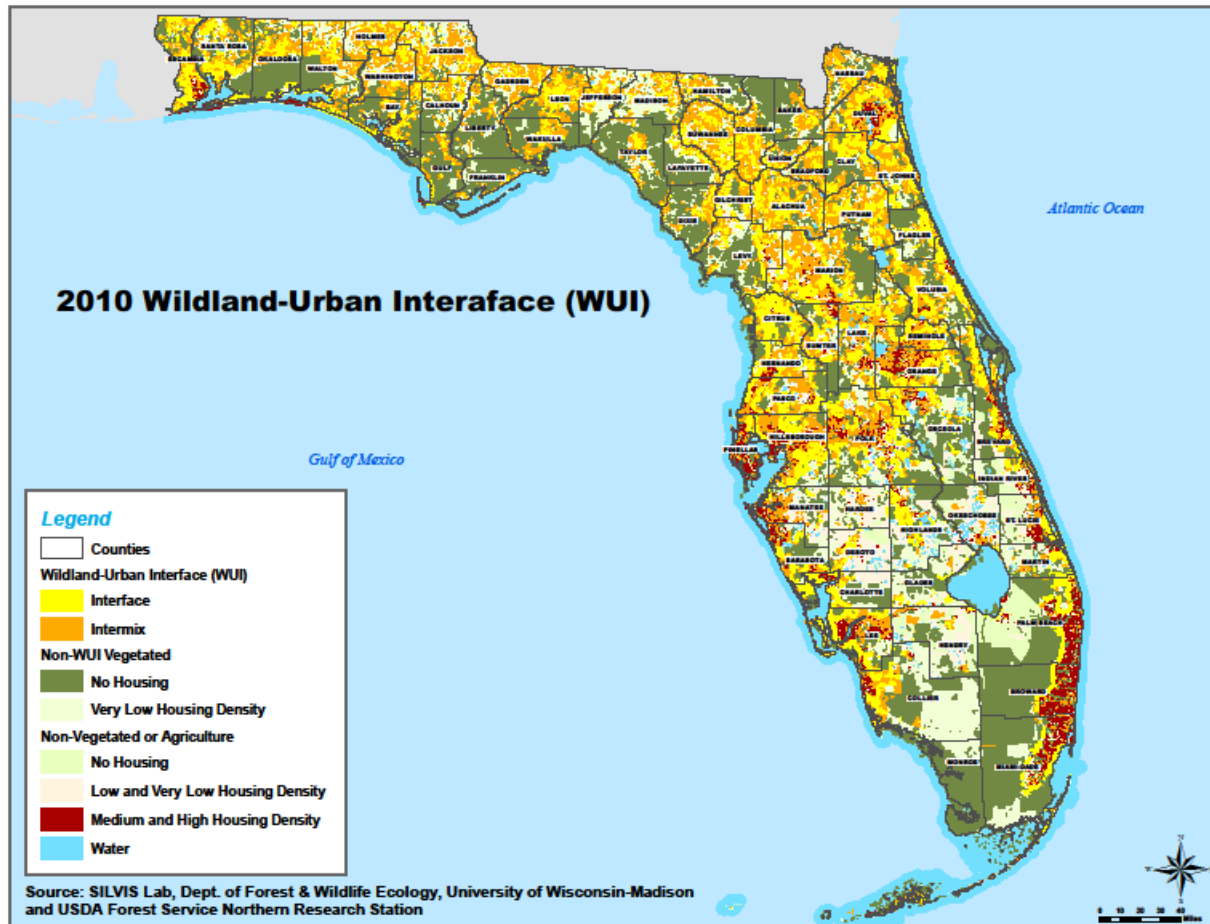 ESCAMBIA
SANTA ROSA
OKALOOSA
WALTON
HOLMES
JACKSON
WASHINGTON
BAY
CALHOUN
GADSDEN
LEON
JEFFERSON
MADISON
HAMILTON
LIBERTY
WAKULLA
GULF
FRANKLIN
TAYLOR
LAFAYETTE
SUWANNEE
COLUMBIA
BAKER
NASSAU
DUVAL
UNION
BRADFORD
CLAY
ST. JOHNS
DIXIE
GILCHRIST
ALACHUA
PUTNAM
FLAGLER
LEVY
MARION
VOLUSIA
Atlantic Ocean
2010 Wildland-Urban Interaface (WUI)
CITRUS
SUMTER
LAKE
SEMINOLE
HERNANDO
ORANGE
PASCO
HILLSBOROUGH
POLK
OSCEOLA
BREVARD
PINELLAS
Gulf of Mexico
INDIAN RIVER
MANATEE
HARDEE
HIGHLANDS
OKEECHOBEE
ST. LUCIE
SARASOTA
DESOTO
MARTIN
CHARLOTTE
GLADES
LEE
HENDRY
PALM BEACH
COLLIER
BROWARD
MONROE
MIAMI-DADE
Legend
Counties
Wildland-Urban Interface (WUI)
Interface
Intermix
Non-WUI Vegetated
No Housing
Very Low Housing Density
Non-Vegetated or Agriculture
No Housing
Low and Very Low Housing Density
Medium and High Housing Density
Water
Source: SILVIS Lab, Dept. of Forest & Wildlife Ecology, University of Wisconsin-Madison
and USDA Forest Service Northern Research Station
N
0 10 20 30 40
Miles